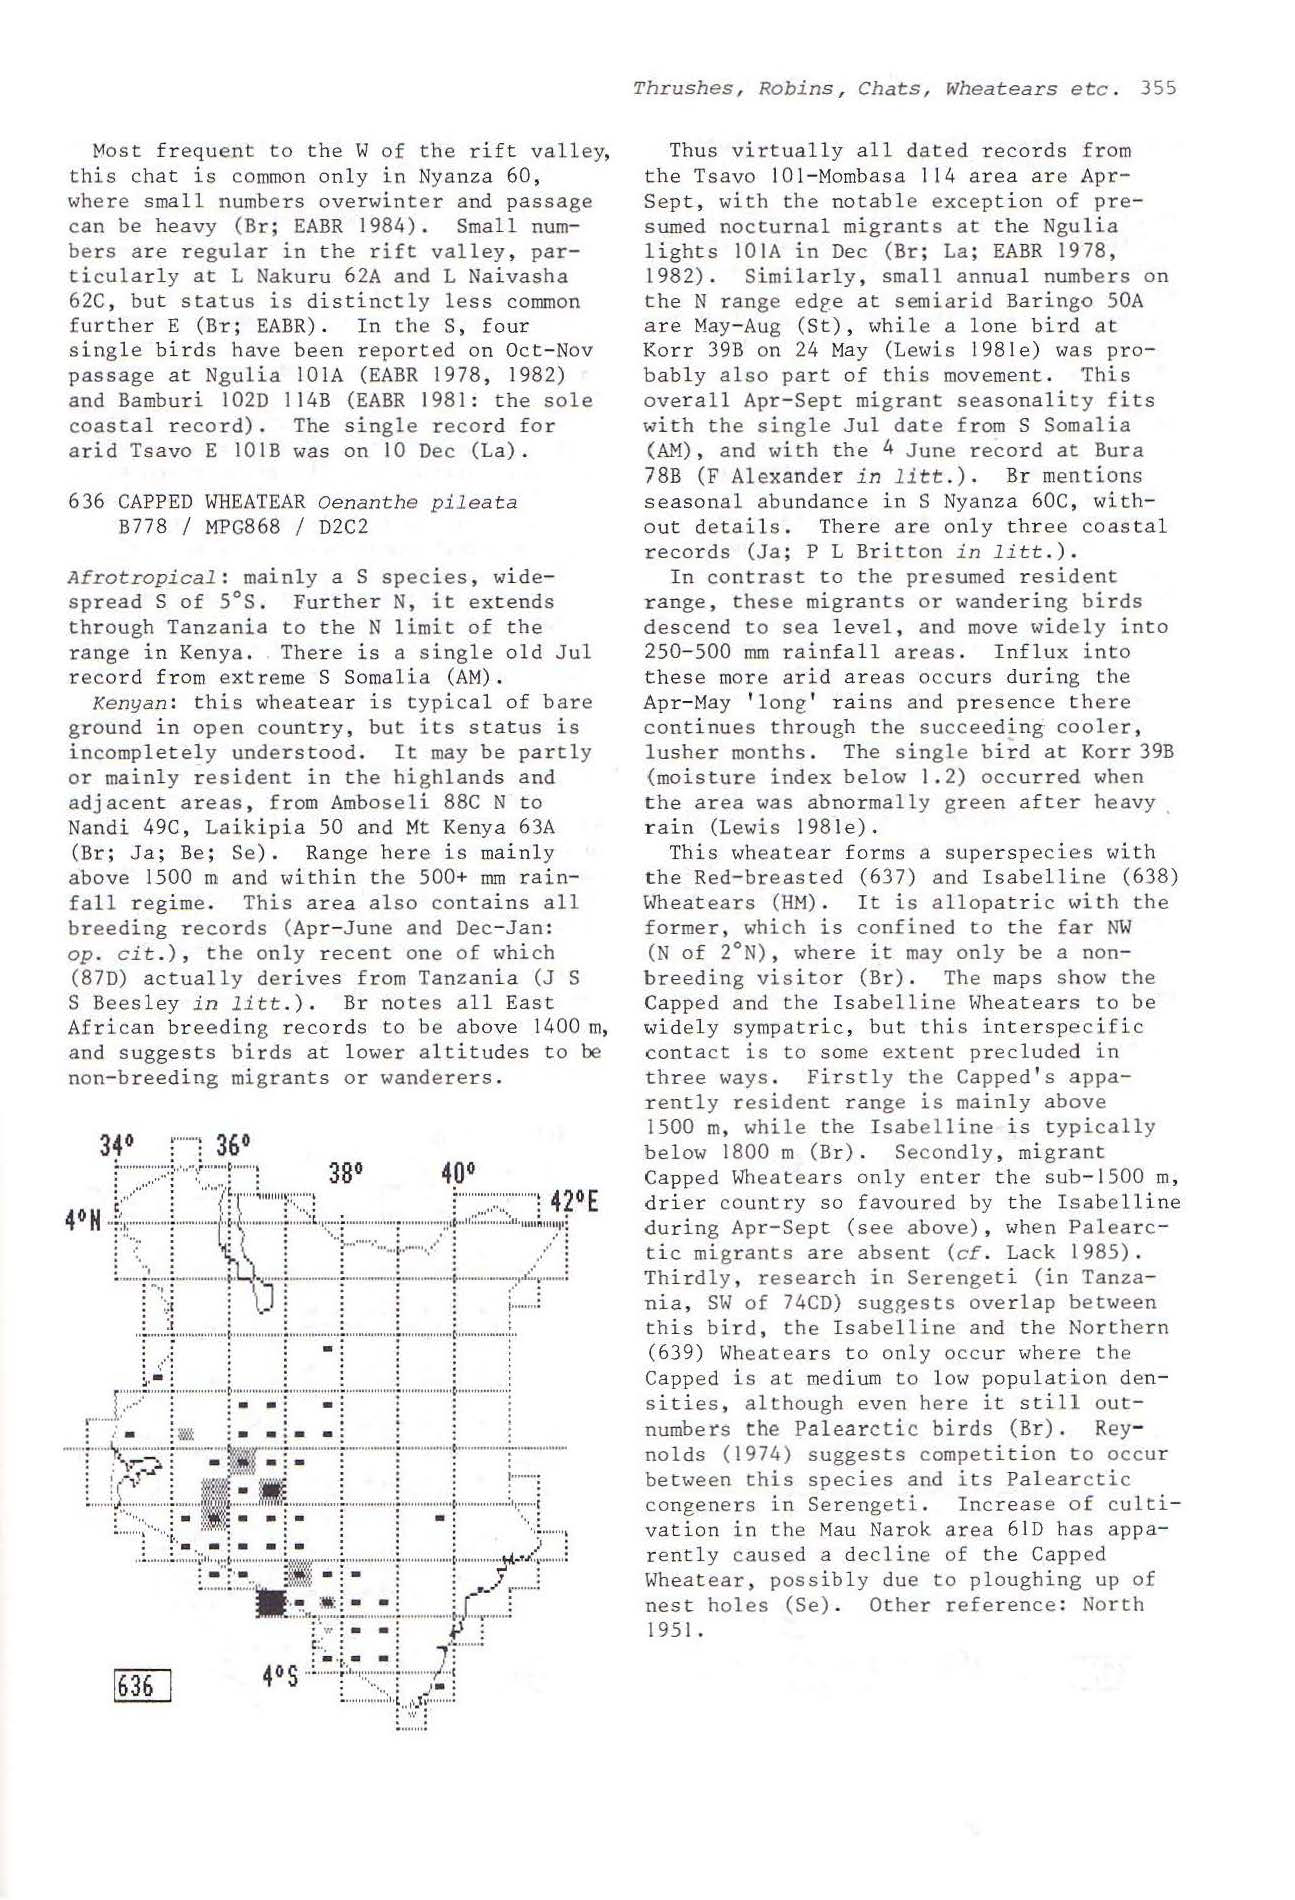 Thrushes, Robins, Chats, Wheatears etc. 355
Most frequent to the W of the rift valley,
this chat is common only in Nyanza 60,
where small numbers overwinter and passage
can be heavy (Br; EABR 1984). Small num-
bers are regular in the rift valley, par-
ticularly at L Nakuru 62A and L Naivasha
62C, but status is distinctly less common
further E (Br; EABR). In the S, four
single birds have been reported on Oct-Nov
passage at Ngulia 101A (EABR 1978, 1982)
and Bamburi 102D 114B (EABR 1981: the sole
coastal record). The single record for
arid Tsavo E 101B was on 10 Dec (La).
636 CAPPED WHEATEAR Oenanthe pileata
B778 / MPG868 / D2C2
Afrotropical: mainly a S species, wide-
spread S of 5°S. Further N, it extends
through Tanzania to the N limit of the
range in Kenya. There is a single old Jul
record from extreme S Somalia (AM).
Kenyan: this wheatear is typical of bare
ground in open country, but its status is
incompletely understood. It may be partly
or mainly resident in the highlands and
adjacent areas, from Amboseli 88C N to
Nandi 49C, Laikipia 50 and Mt Kenya 63A
(Br; Ja; Be; Se). Range here is mainly
above 1500 m and within the 500+ mm rain-
fall regime. This area also contains all
breeding records (Apr-June and Dec-Jan:
op. cit.), the only recent one of which
(87D) actually derives from Tanzania (J S
S Beesley in litt.). Br notes all East
African breeding records to be above 1400 m,
and suggests birds at lower altitudes to be
non-breeding migrants or wanderers.
34° 36°
38° 40°
42°E
4°N
4°S
636
Thus virtually all dated records from
the Tsavo 101-Mombasa 114 area are Apr-
Sept, with the notable exception of pre-
sumed nocturnal migrants at the Ngulia
lights 101A in Dec (Br; La; EABR 1978,
1982). Similarly, small annual numbers on
the N range edge at semiarid Baringo 50A
are May-Aug (St), while a lone bird at
Korr 39B on 24 May (Lewis 1981e) was pro-
bably also part of this movement. This
overall Apr-Sept migrant seasonality fits
with the single Jul date from S Somalia
(AM), and with the 4 June record at Bura
78B (F Alexander in litt.). Br mentions
seasonal abundance in S Nyanza 60C, with-
out details. There are only three coastal
records (Ja; P L Britton in litt.).
In contrast to the presumed resident
range, these migrants or wandering birds
descend to sea level, and move widely into
250-500 mm rainfall areas. Influx into
these more arid areas occurs during the
Apr-May 'long' rains and presence there
continues through the succeeding cooler,
lusher months. The single bird at Korr 39B
(moisture index below 1.2) occurred when
the area was abnormally green after heavy
rain (Lewis 1981e).
This wheatear forms a superspecies with
the Red-breasted (637) and Isabelline (638)
Wheatears (HM). It is allopatric with the
former, which is confined to the far NW
(N of 2°N), where it may only be a non-
breeding visitor (Br). The maps show the
Capped and the Isabelline Wheatears to be
widely sympatric, but this interspecific
contact is to some extent precluded in
three ways. Firstly the Capped's appa-
rently resident range is mainly above
1500 m, while the Isabelline is typically
below 1800 m (Br). Secondly, migrant
Capped Wheatears only enter the sub-1500 m,
drier country so favoured by the Isabelline
during Apr-Sept (see above), when Palearc-
tic migrants are absent (cf. Lack 1985).
Thirdly, research in Serengeti (in Tanza-
nia, SW of 74CD) suggests overlap between
this bird, the Isabelline and the Northern
(639) Wheatears to only occur where the
Capped is at medium to low population den-
sities, although even here it still out-
numbers the Palearctic birds (Br). Rey-
nolds (1974) suggests competition to occur
between this species and its Palearctic
congeners in Serengeti. Increase of culti-
vation in the Mau Narok area 61D has appa-
rently caused a decline of the Capped
Wheatear, possibly due to ploughing up of
nest holes (Se). Other reference: North
1951.